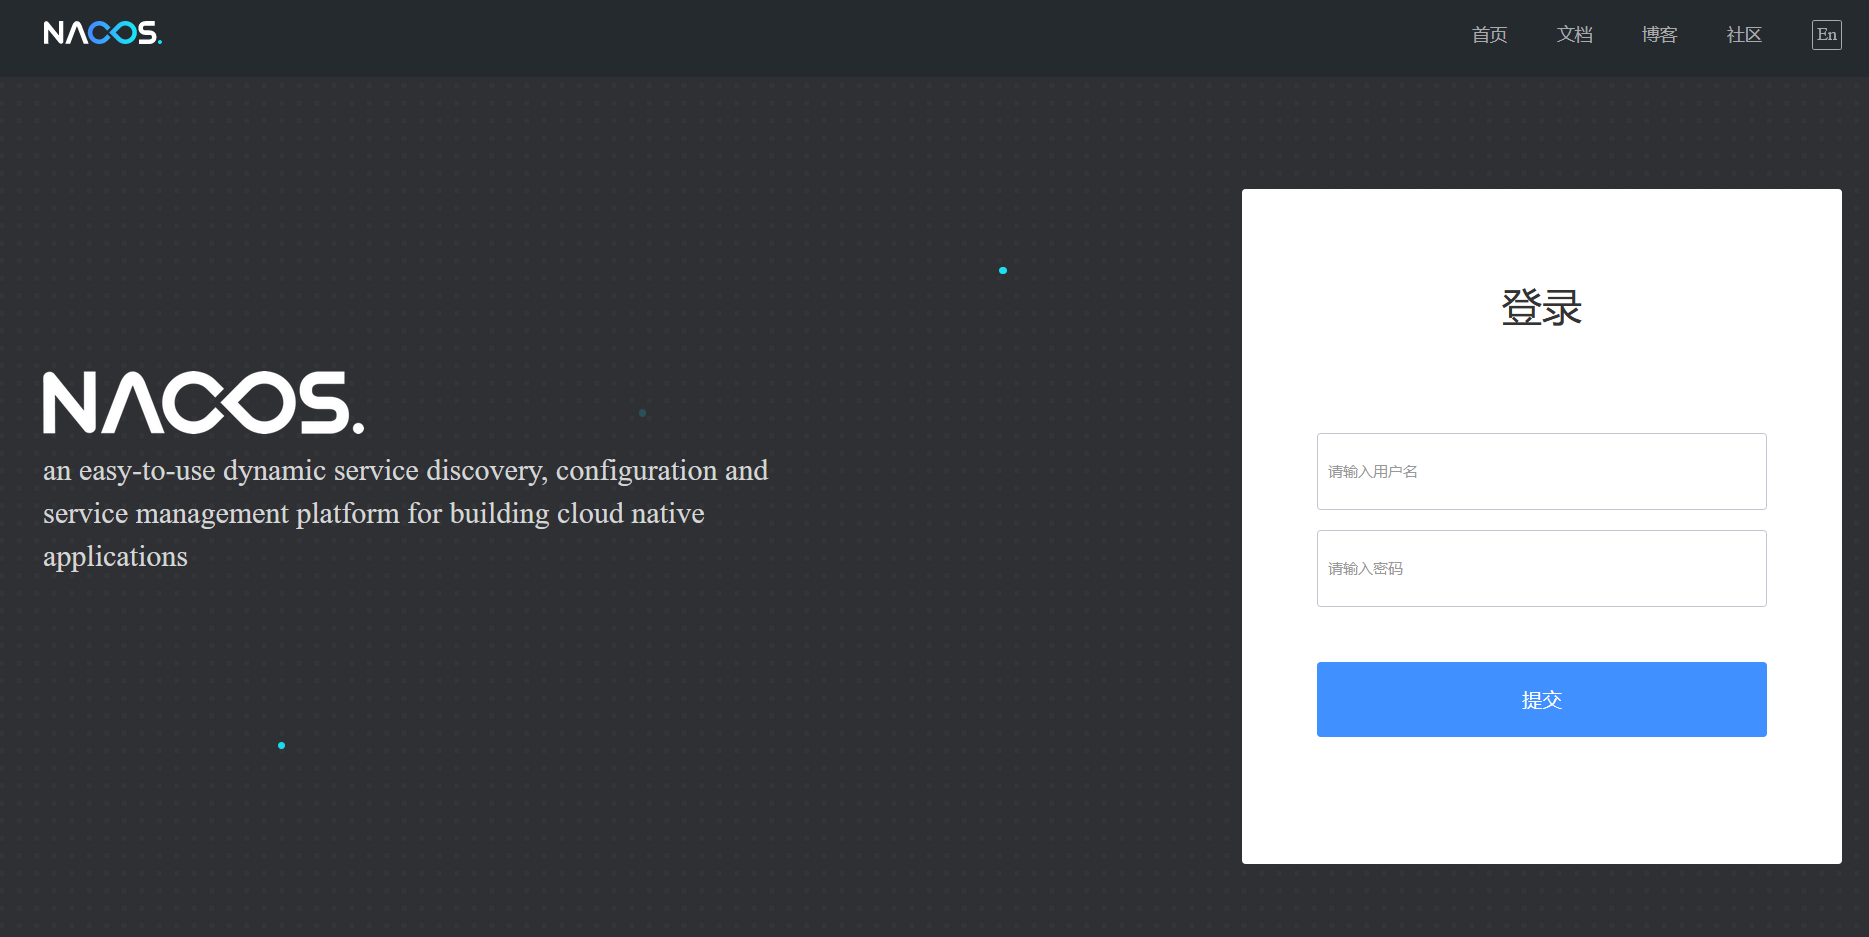 NACOS.
首页
文档
博客
社区
En
NACOS.
an easy-to-use dynamic service discovery, configuration and
service management platform for building cloud native
applications
登录
请输入用户名
请输入密码
提交